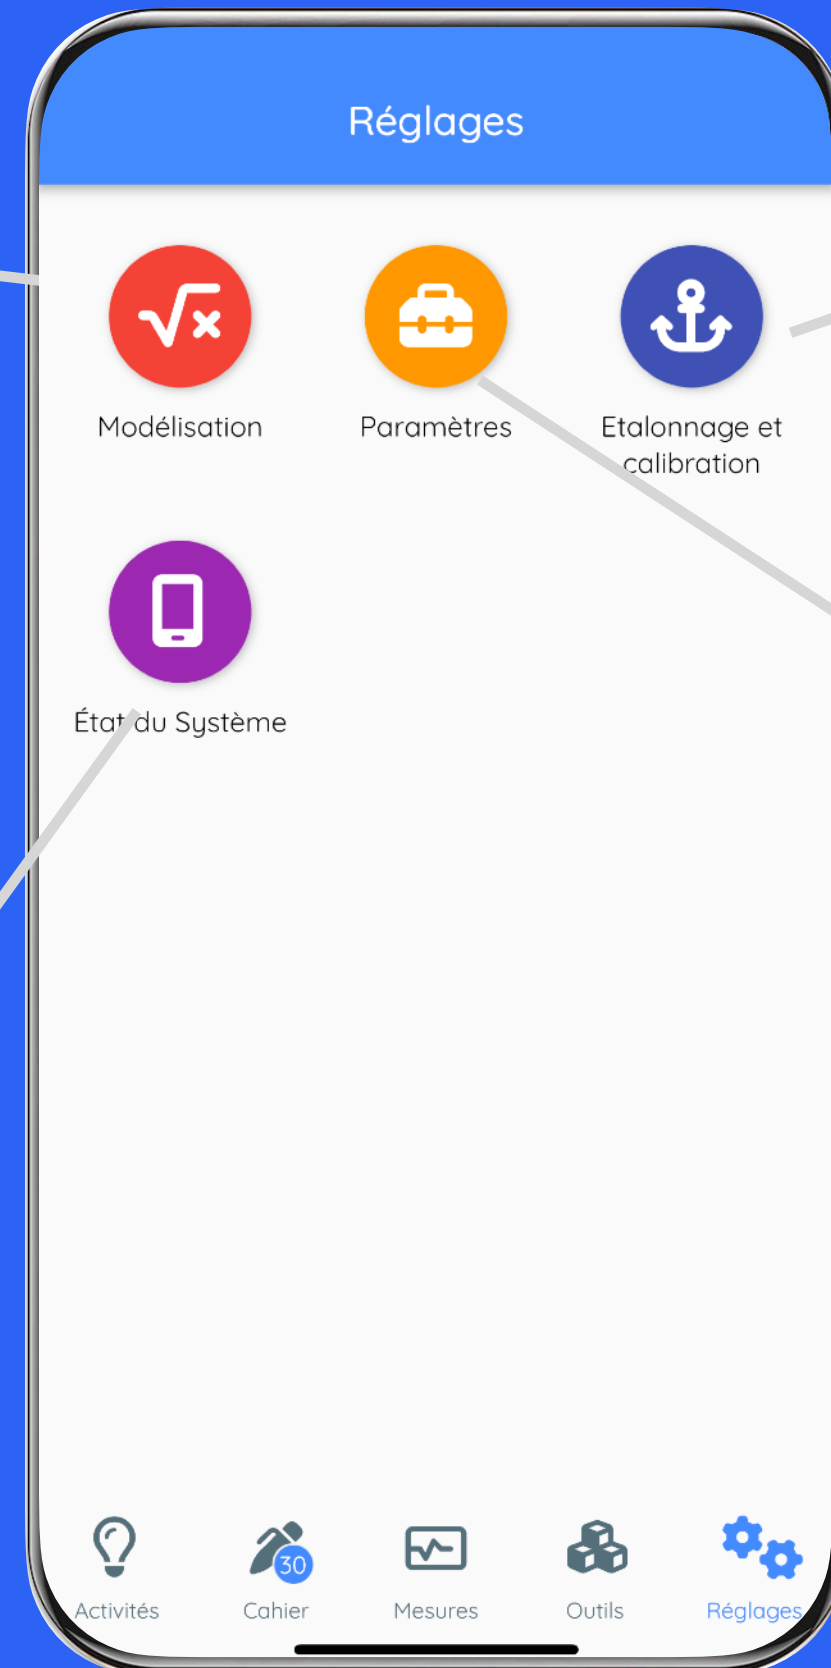 Réglages
Modélisation
Paramètres
Etalonnage et
calibration
État du Système
30
Activités
Cahier
Mesures
Outils
Réglages